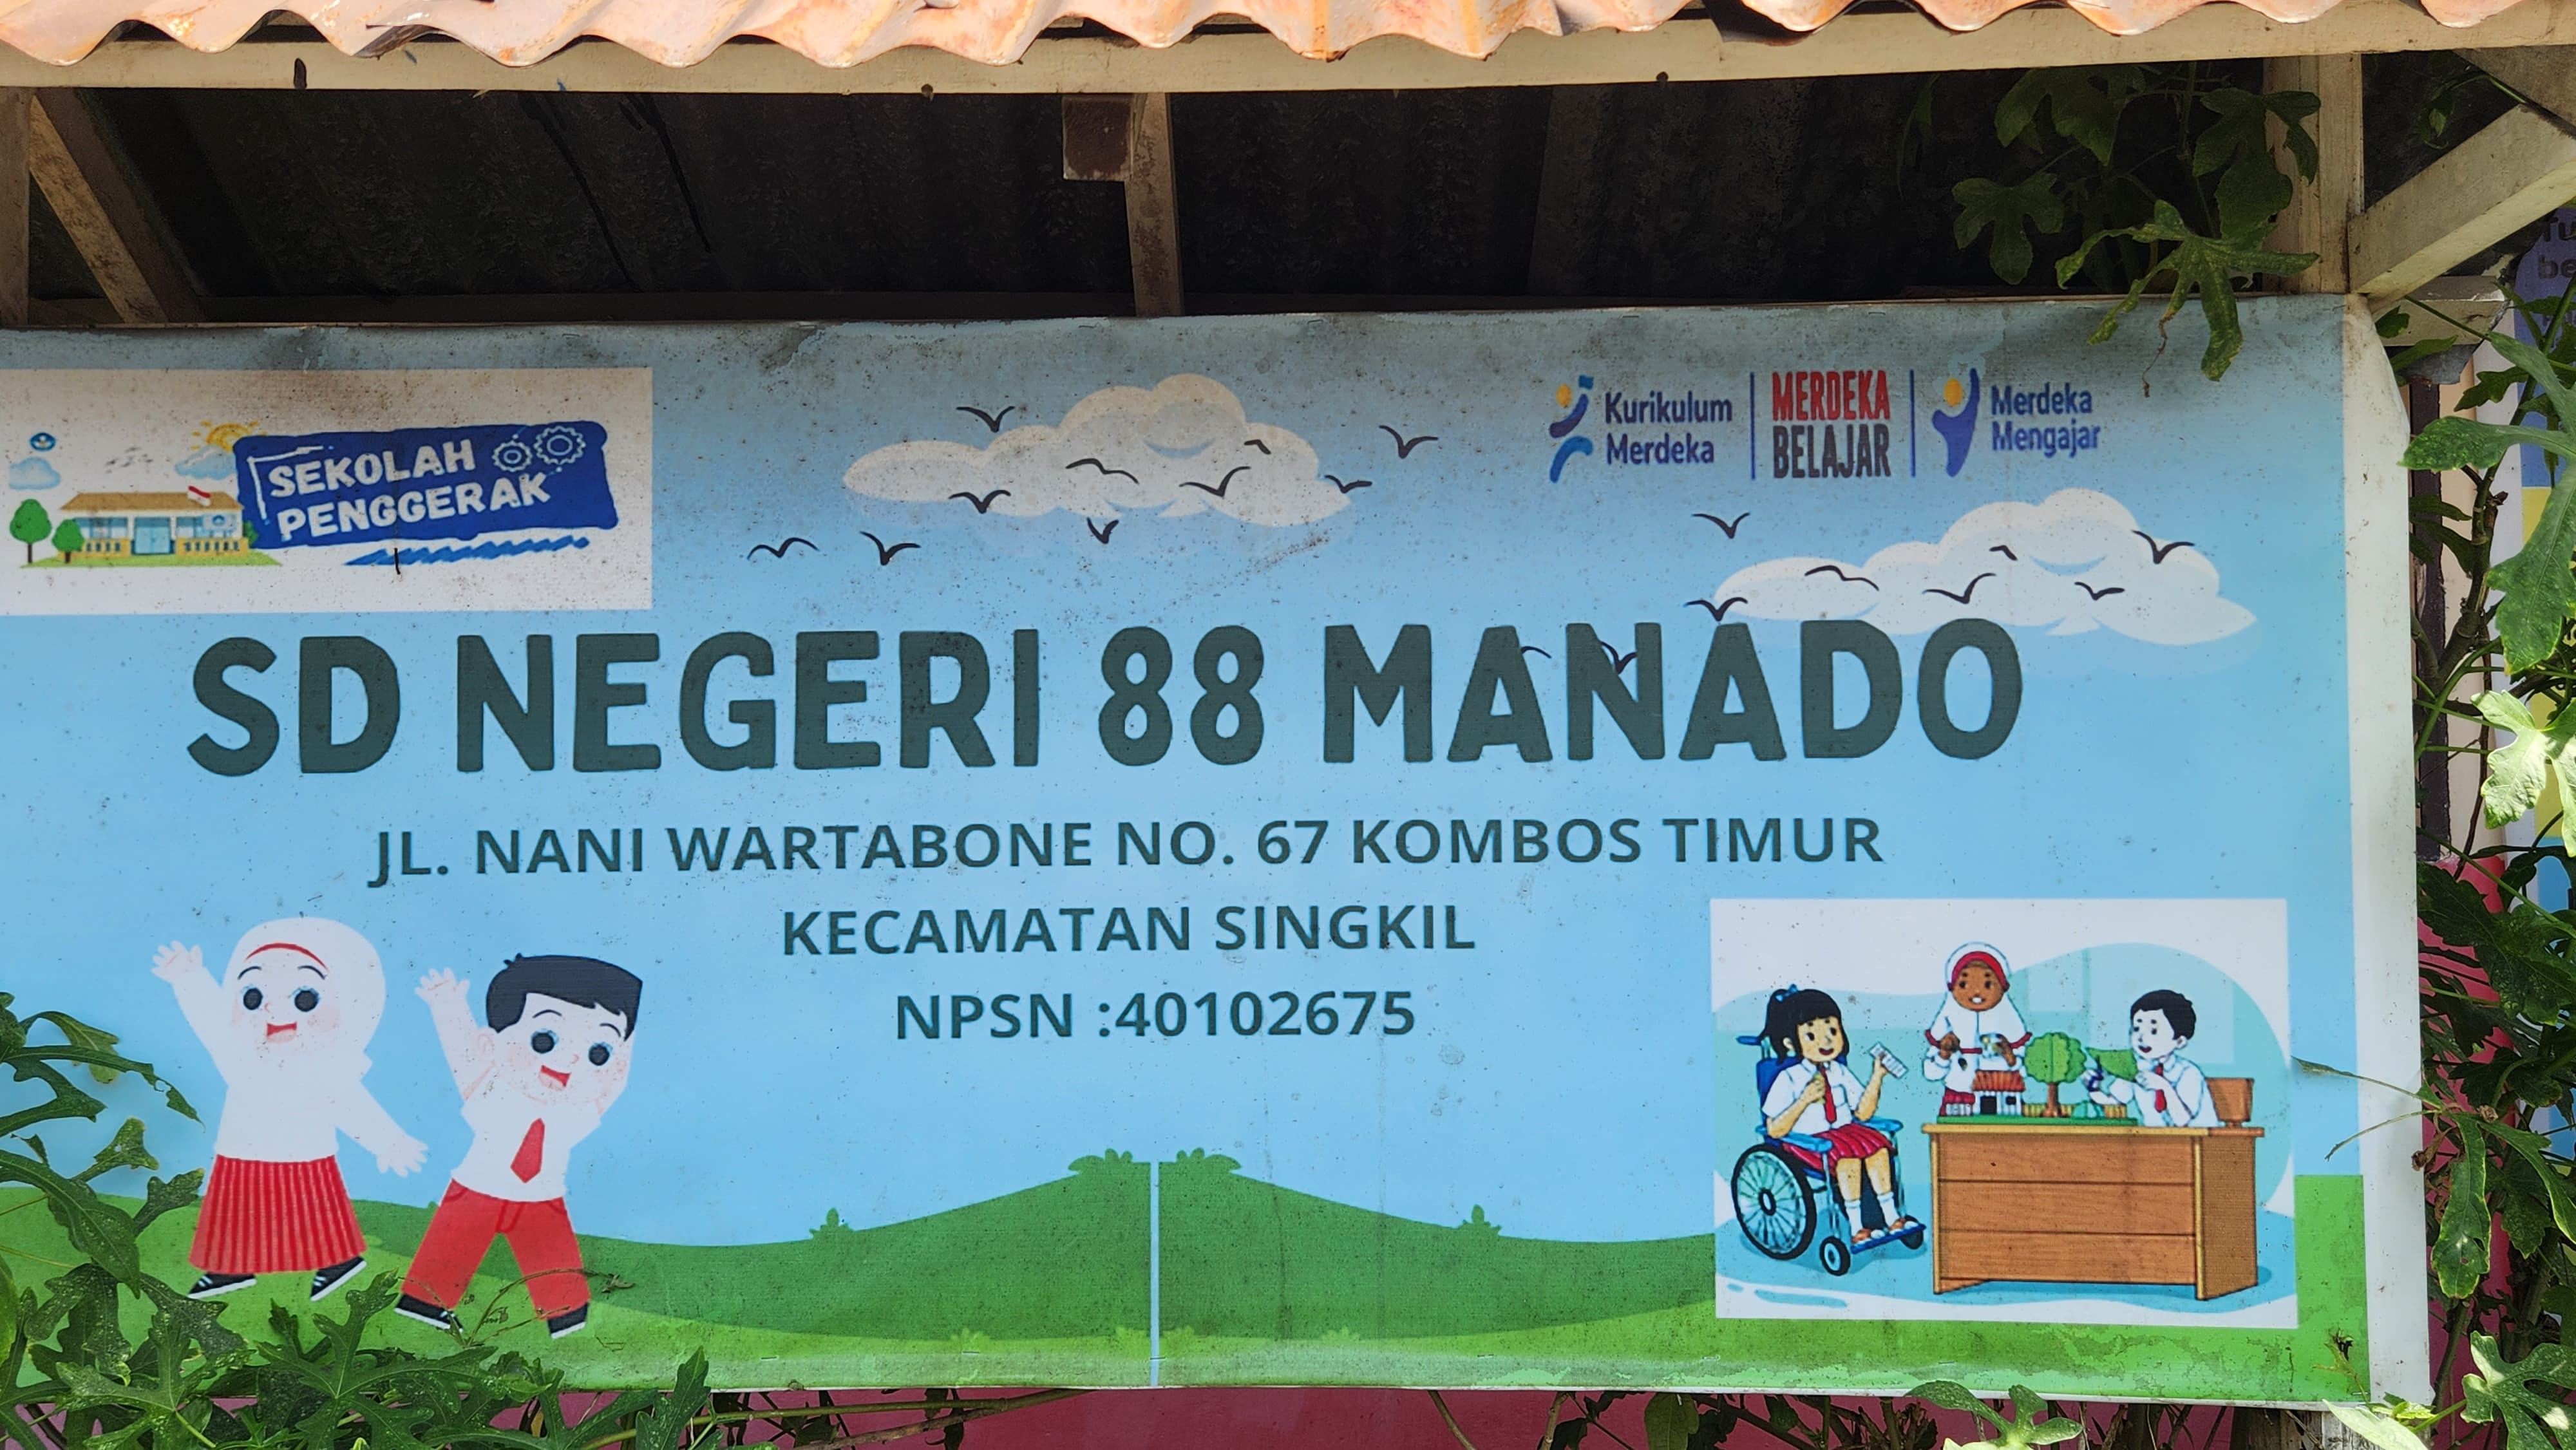 SEKOLAH
PENGGERAK
Kurikulum
Merdeka
MERDEKA
BELAJAR
Merdeka
Mengajar
SD NEGERI 88 MANADO
JL. NANI WARTABONE NO. 67 KOMBOS TIMUR
KECAMATAN SINGKIL
NPSN :40102675